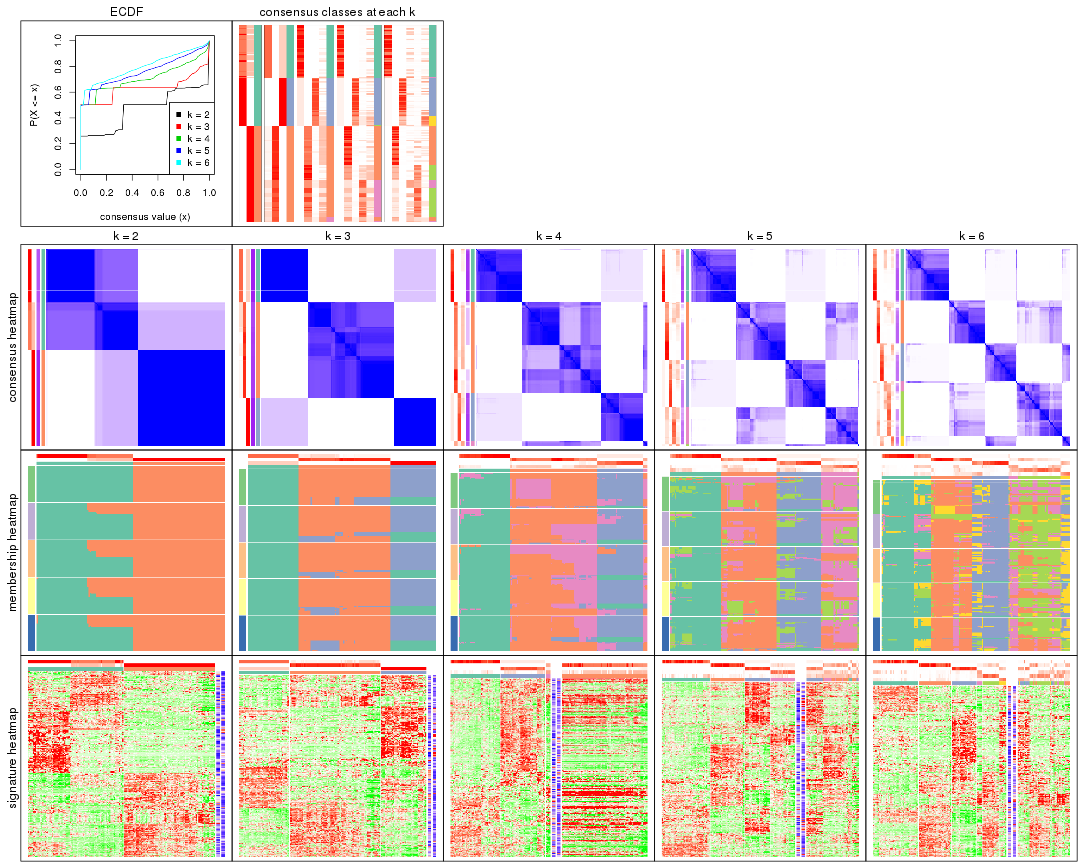 ECDF
consensus classes at each k
P(X <= x)
1.0
0.8
0.6
0.4
0.2
0.0
k = 2
k = 3
k = 4
k = 5
k = 6
0.0 0.2 0.4 0.6 0.8 1.0
consensus value (x)
k = 2
k = 3
k = 4
k = 5
k = 6
consensus heatmap
membership heatmap
signature heatmap